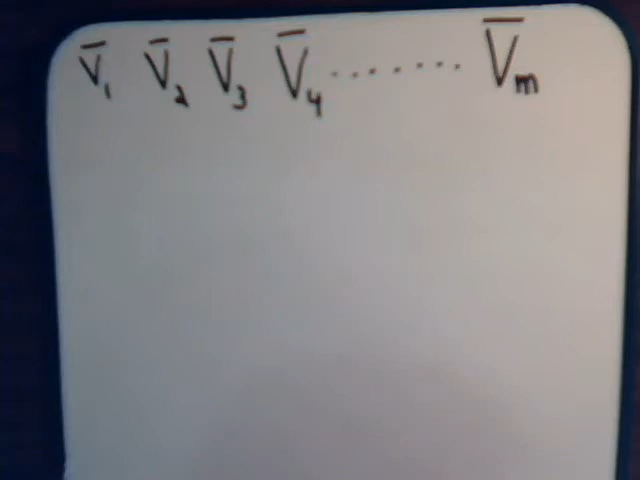 V̄₁ V̄₂ V̄₃ V̄₄ ........ V̄ₘ